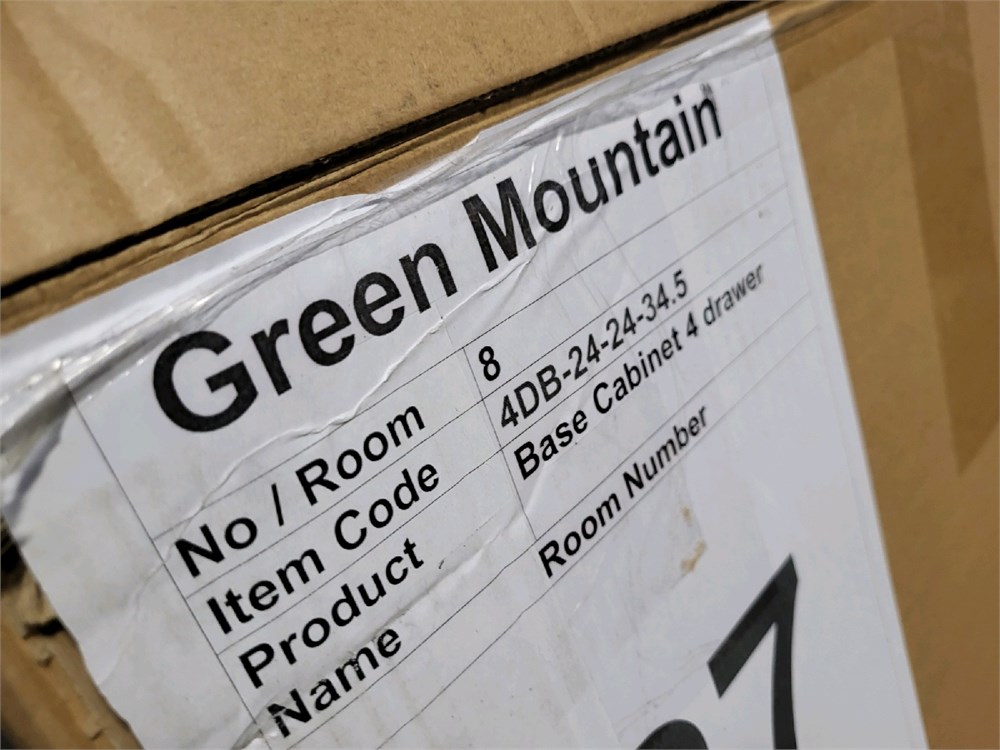 Green Mountain
No / Room 8
Item Code 4DB-24-24-34.5
Product Base Cabinet 4 drawer
Name
Room Number
7